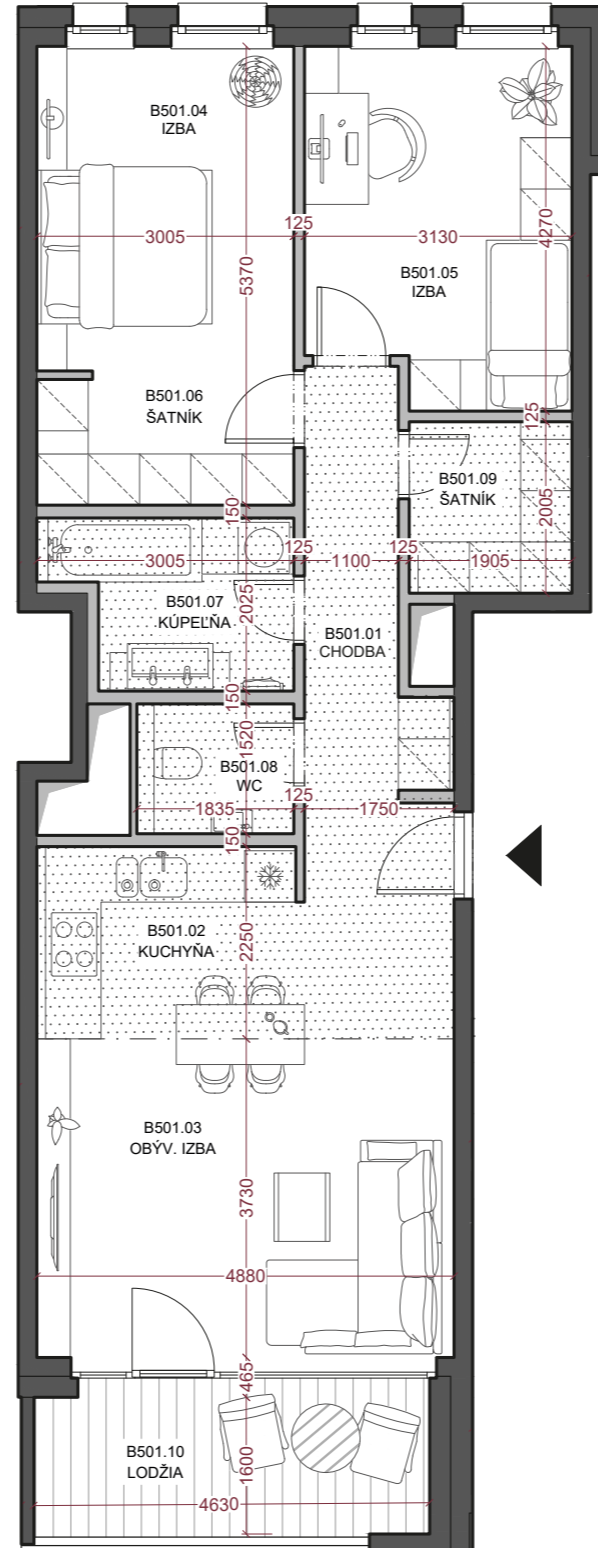 B501.04
IZBA
3005
125
3130
5370
4270
B501.05
IZBA
B501.06
ŠATNÍK
125
B501.09
ŠATNÍK
2005
150
3005
125
1100
125
1905
B501.07
KÚPEĽŇA
2025
B501.01
CHODBA
150
1520
B501.08
WC
1835
125
1750
150
B501.02
KUCHYŇA
2250
B501.03
OBÝV. IZBA
3730
4880
465
B501.10
LODŽIA
1600
4630